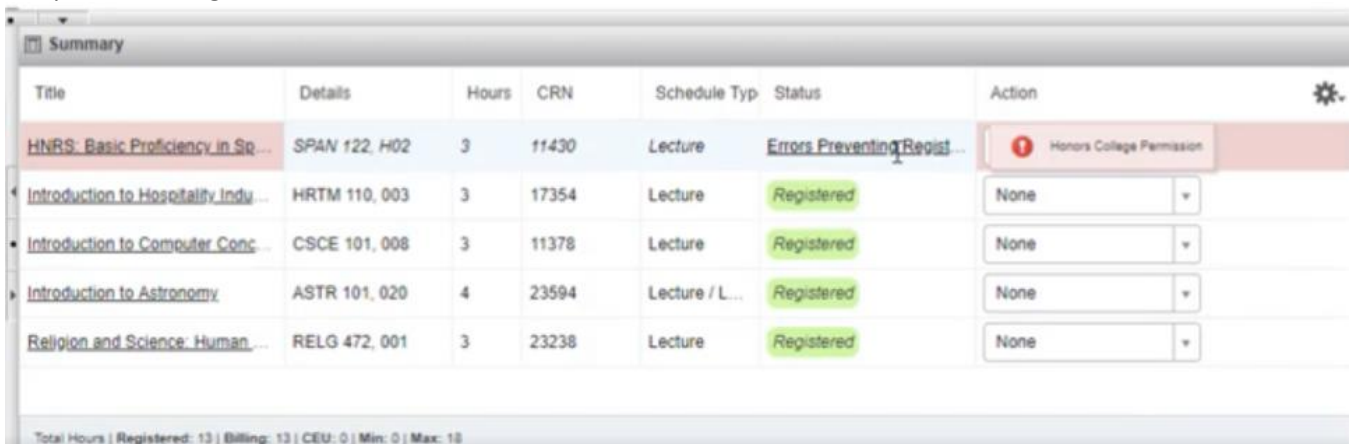 Summary
Title Details Hours CRN Schedule Typ Status Action
HNRS: Basic Proficiency in Sp... SPAN 122, H02 3 11430 Lecture Errors Preventing Regist... Honors College Permission
Introduction to Hospitality Indu... HRTM 110, 003 3 17354 Lecture Registered None
Introduction to Computer Conc... CSCE 101, 008 3 11378 Lecture Registered None
Introduction to Astronomy ASTR 101, 020 4 23594 Lecture / L... Registered None
Religion and Science: Human ... RELG 472, 001 3 23238 Lecture Registered None
Total Hours | Registered: 13 | Billing: 13 | CEU: 0 | Min: 0 | Max: 18